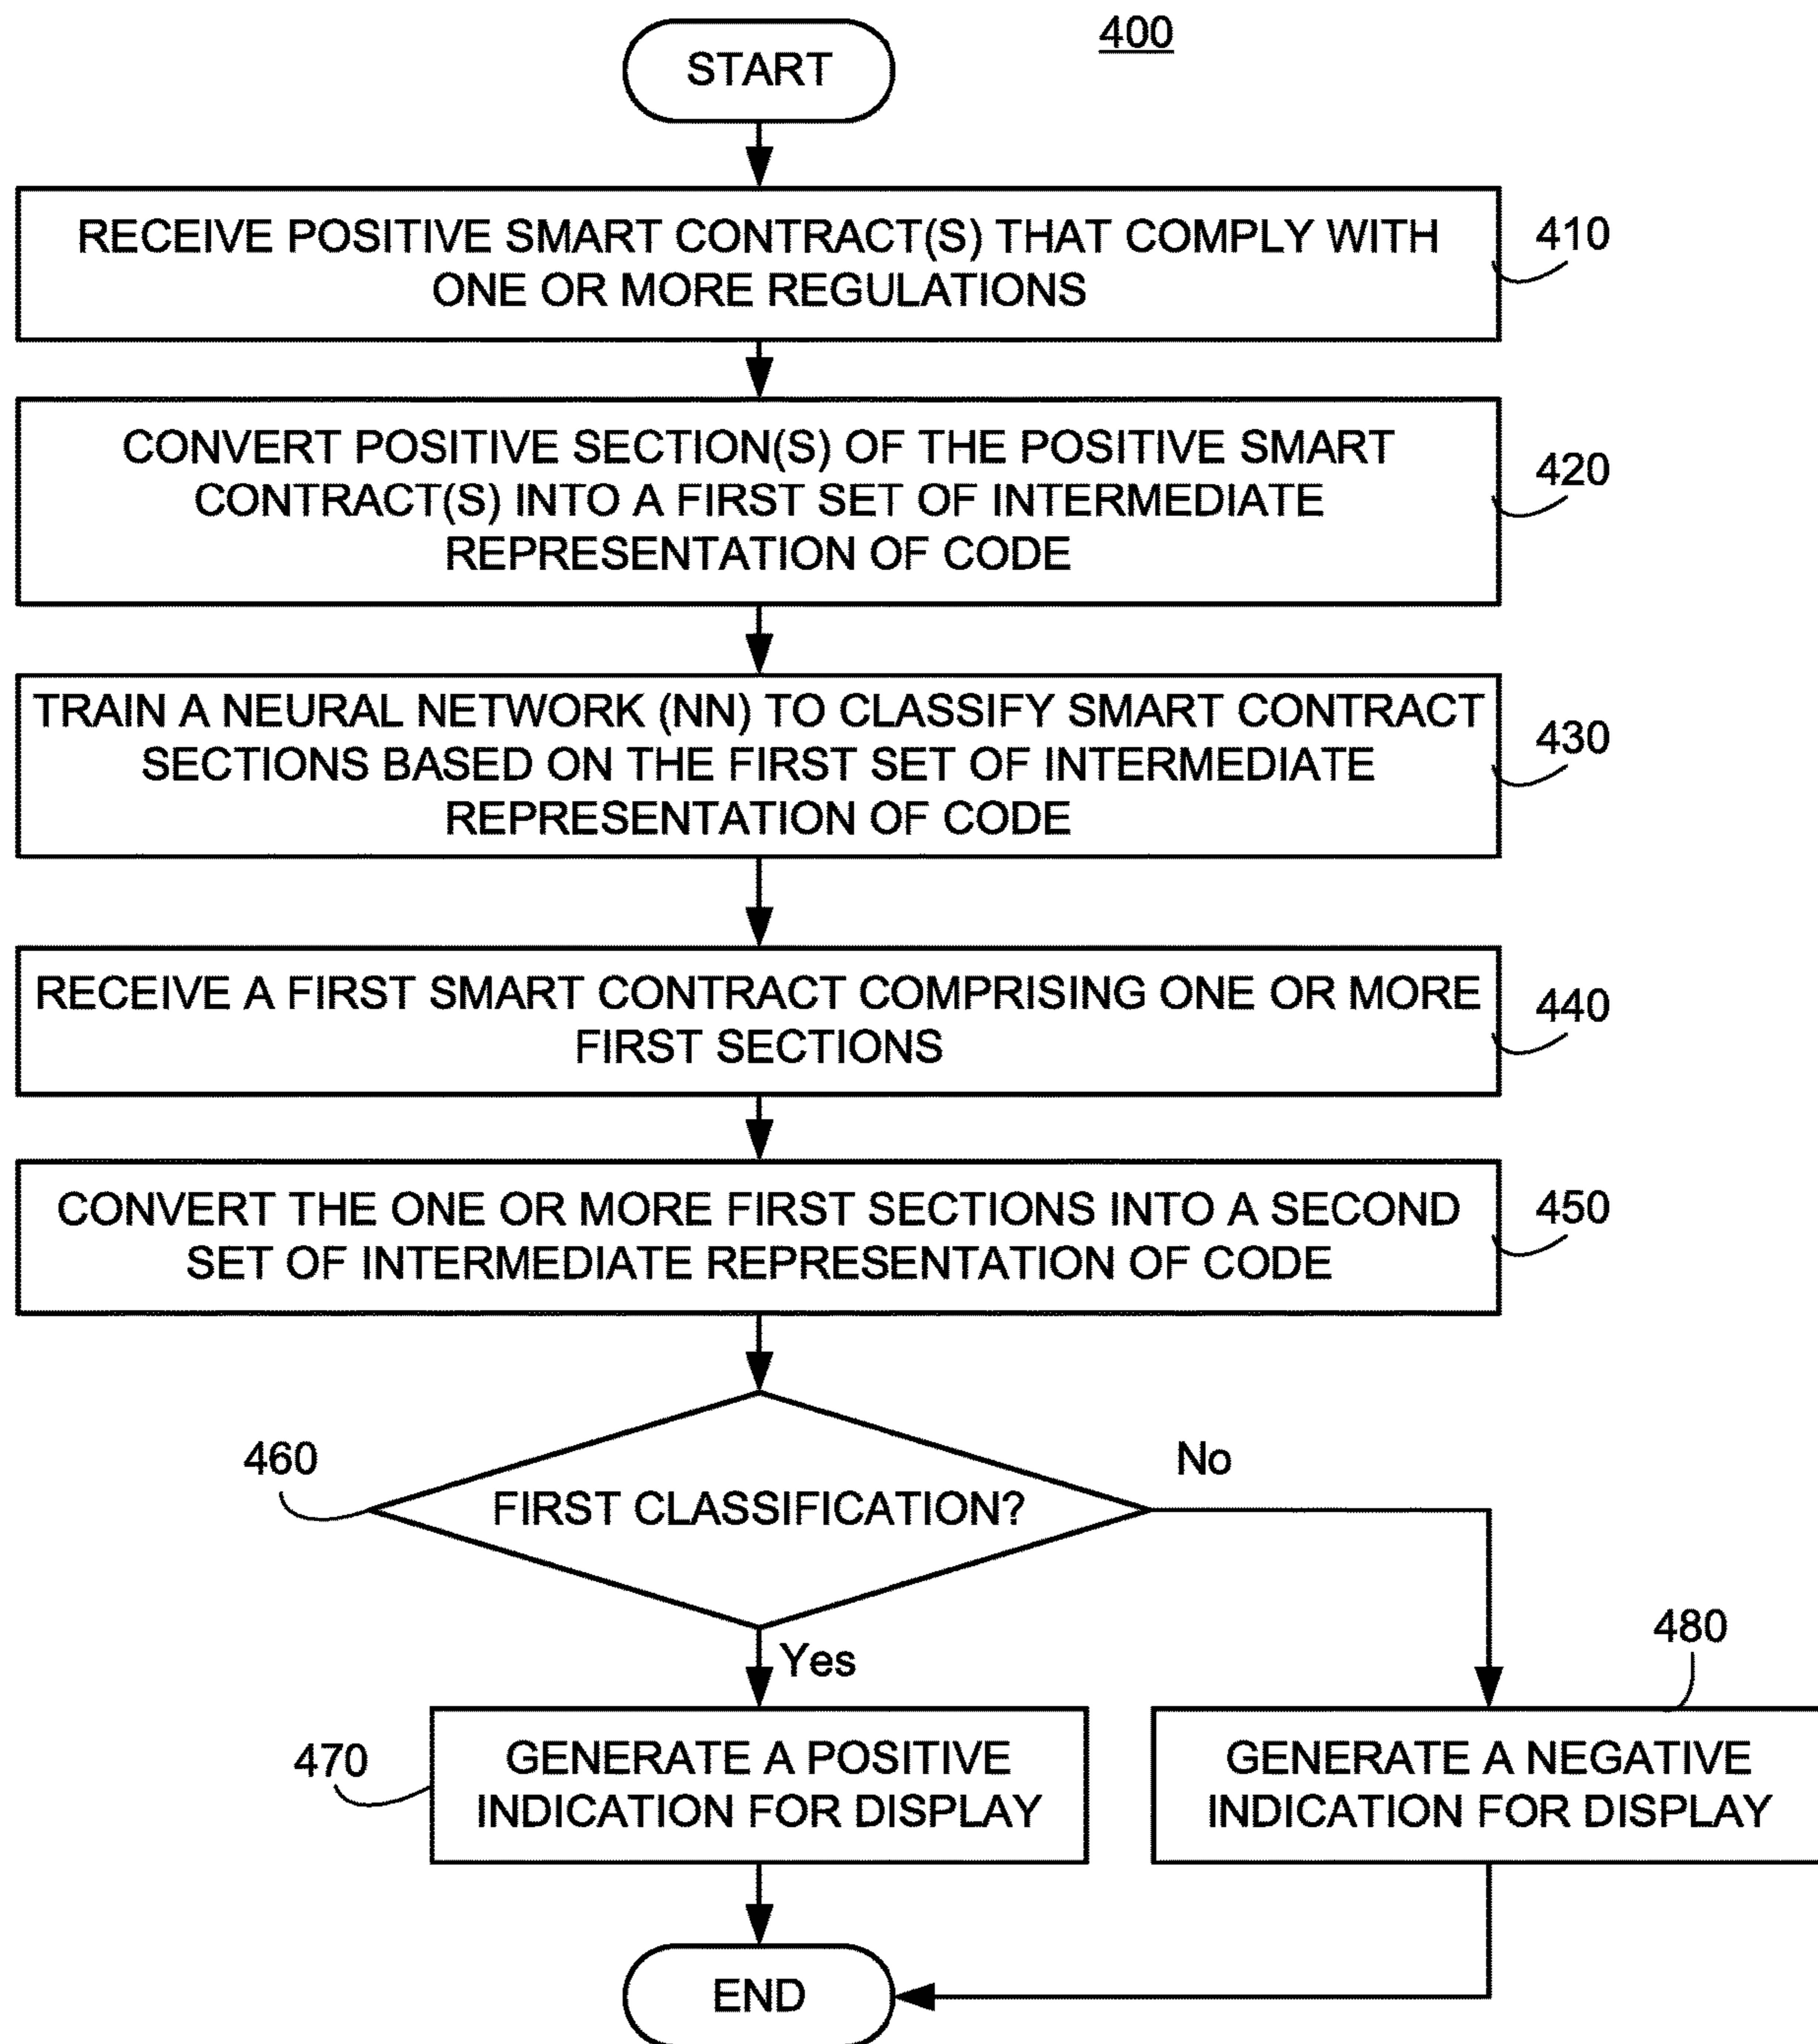 400
START
RECEIVE POSITIVE SMART CONTRACT(S) THAT COMPLY WITH
ONE OR MORE REGULATIONS
410
CONVERT POSITIVE SECTION(S) OF THE POSITIVE SMART
CONTRACT(S) INTO A FIRST SET OF INTERMEDIATE
REPRESENTATION OF CODE
420
TRAIN A NEURAL NETWORK (NN) TO CLASSIFY SMART CONTRACT
SECTIONS BASED ON THE FIRST SET OF INTERMEDIATE
REPRESENTATION OF CODE
430
RECEIVE A FIRST SMART CONTRACT COMPRISING ONE OR MORE
FIRST SECTIONS
440
CONVERT THE ONE OR MORE FIRST SECTIONS INTO A SECOND
SET OF INTERMEDIATE REPRESENTATION OF CODE
450
460
FIRST CLASSIFICATION?
No
Yes
470
GENERATE A POSITIVE
INDICATION FOR DISPLAY
480
GENERATE A NEGATIVE
INDICATION FOR DISPLAY
END